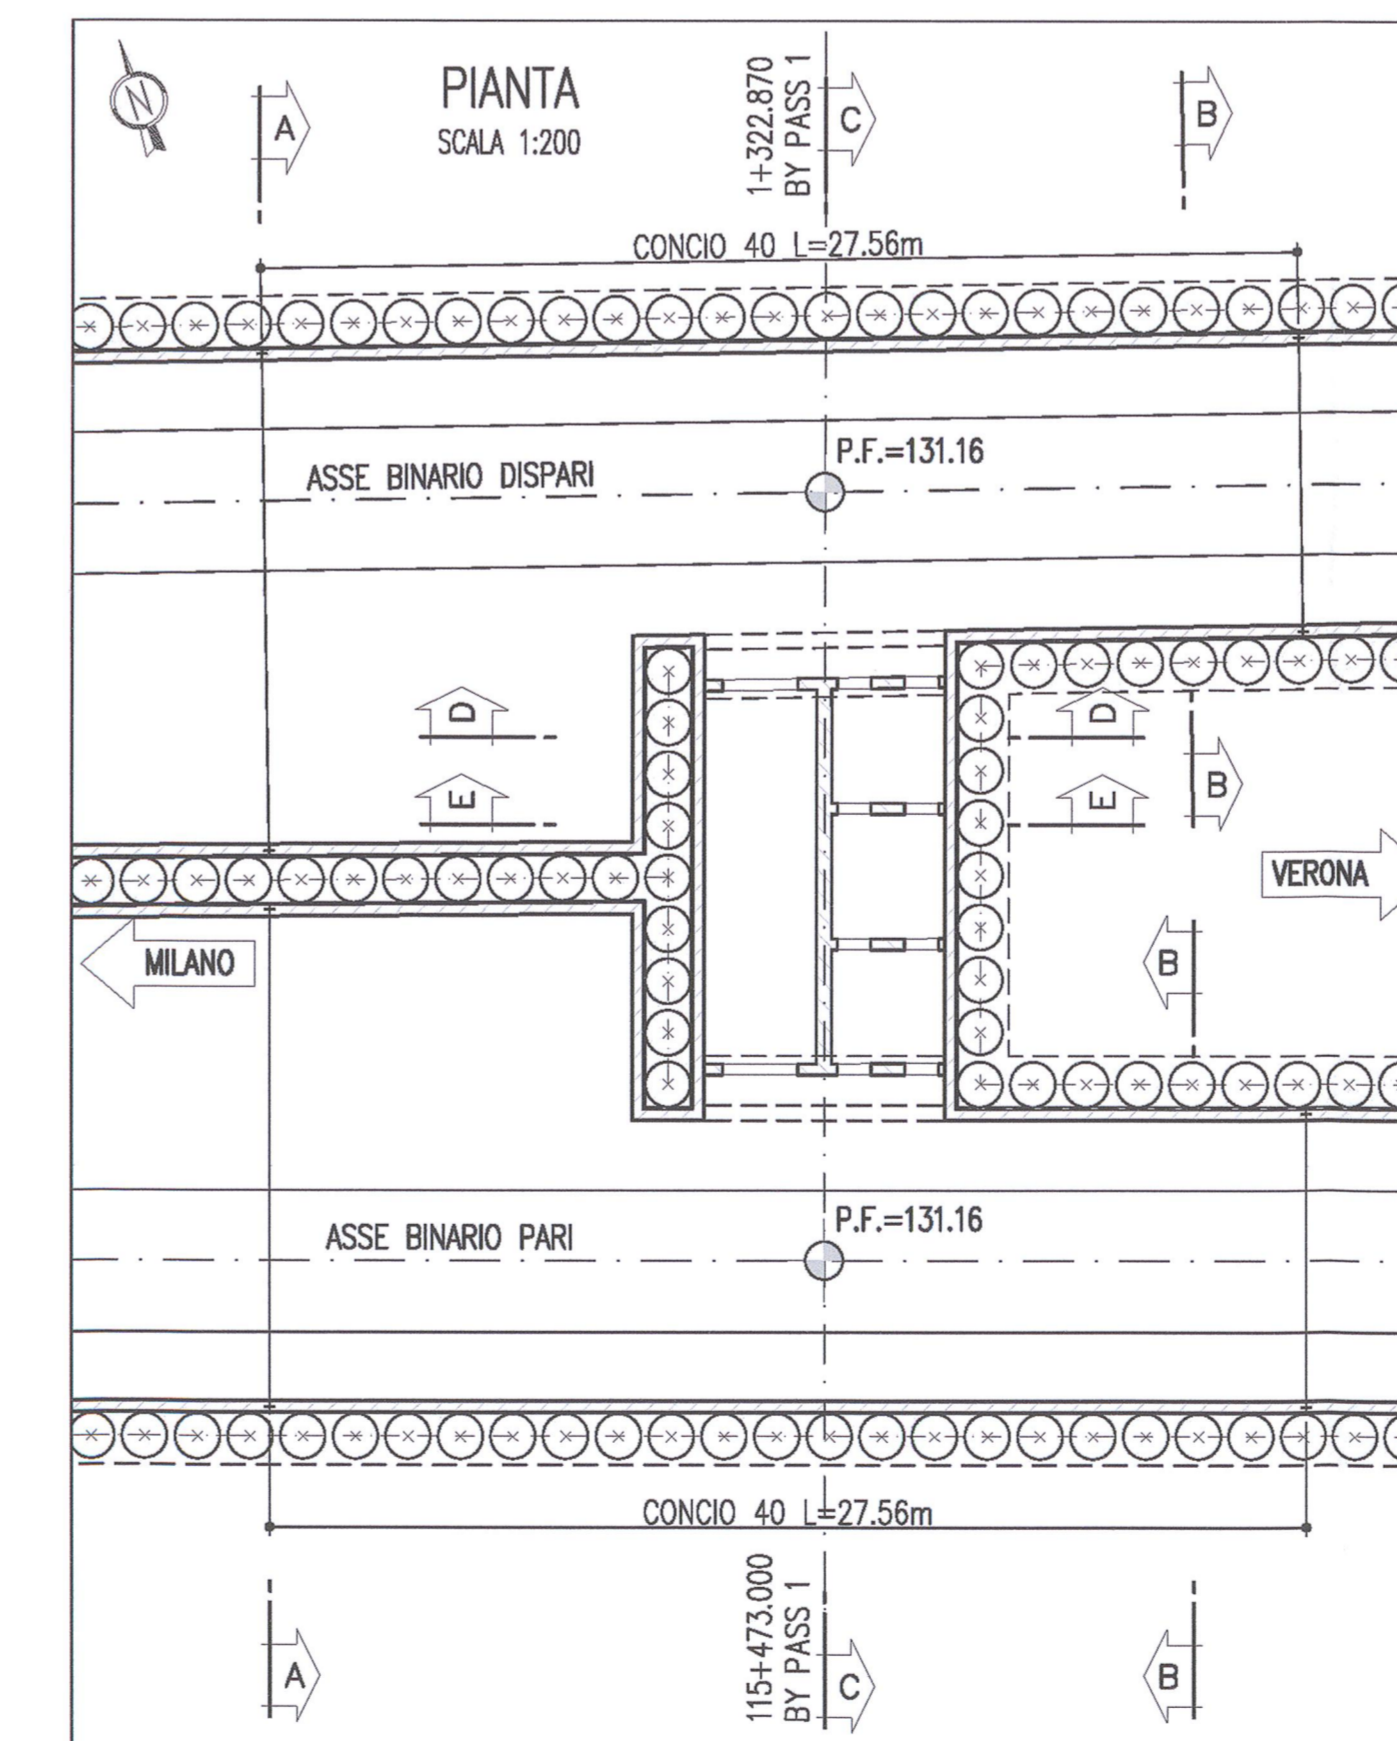 N
PIANTA
SCALA 1:200
A
1+322.870
BY PASS 1
C
B
CONCIO 40 L=27.56m
P.F.=131.16
ASSE BINARIO DISPARI
D
D
B
E
E
VERONA
MILANO
B
P.F.=131.16
ASSE BINARIO PARI
CONCIO 40 L=27.56m
115+473.000
BY PASS 1
A
C
B